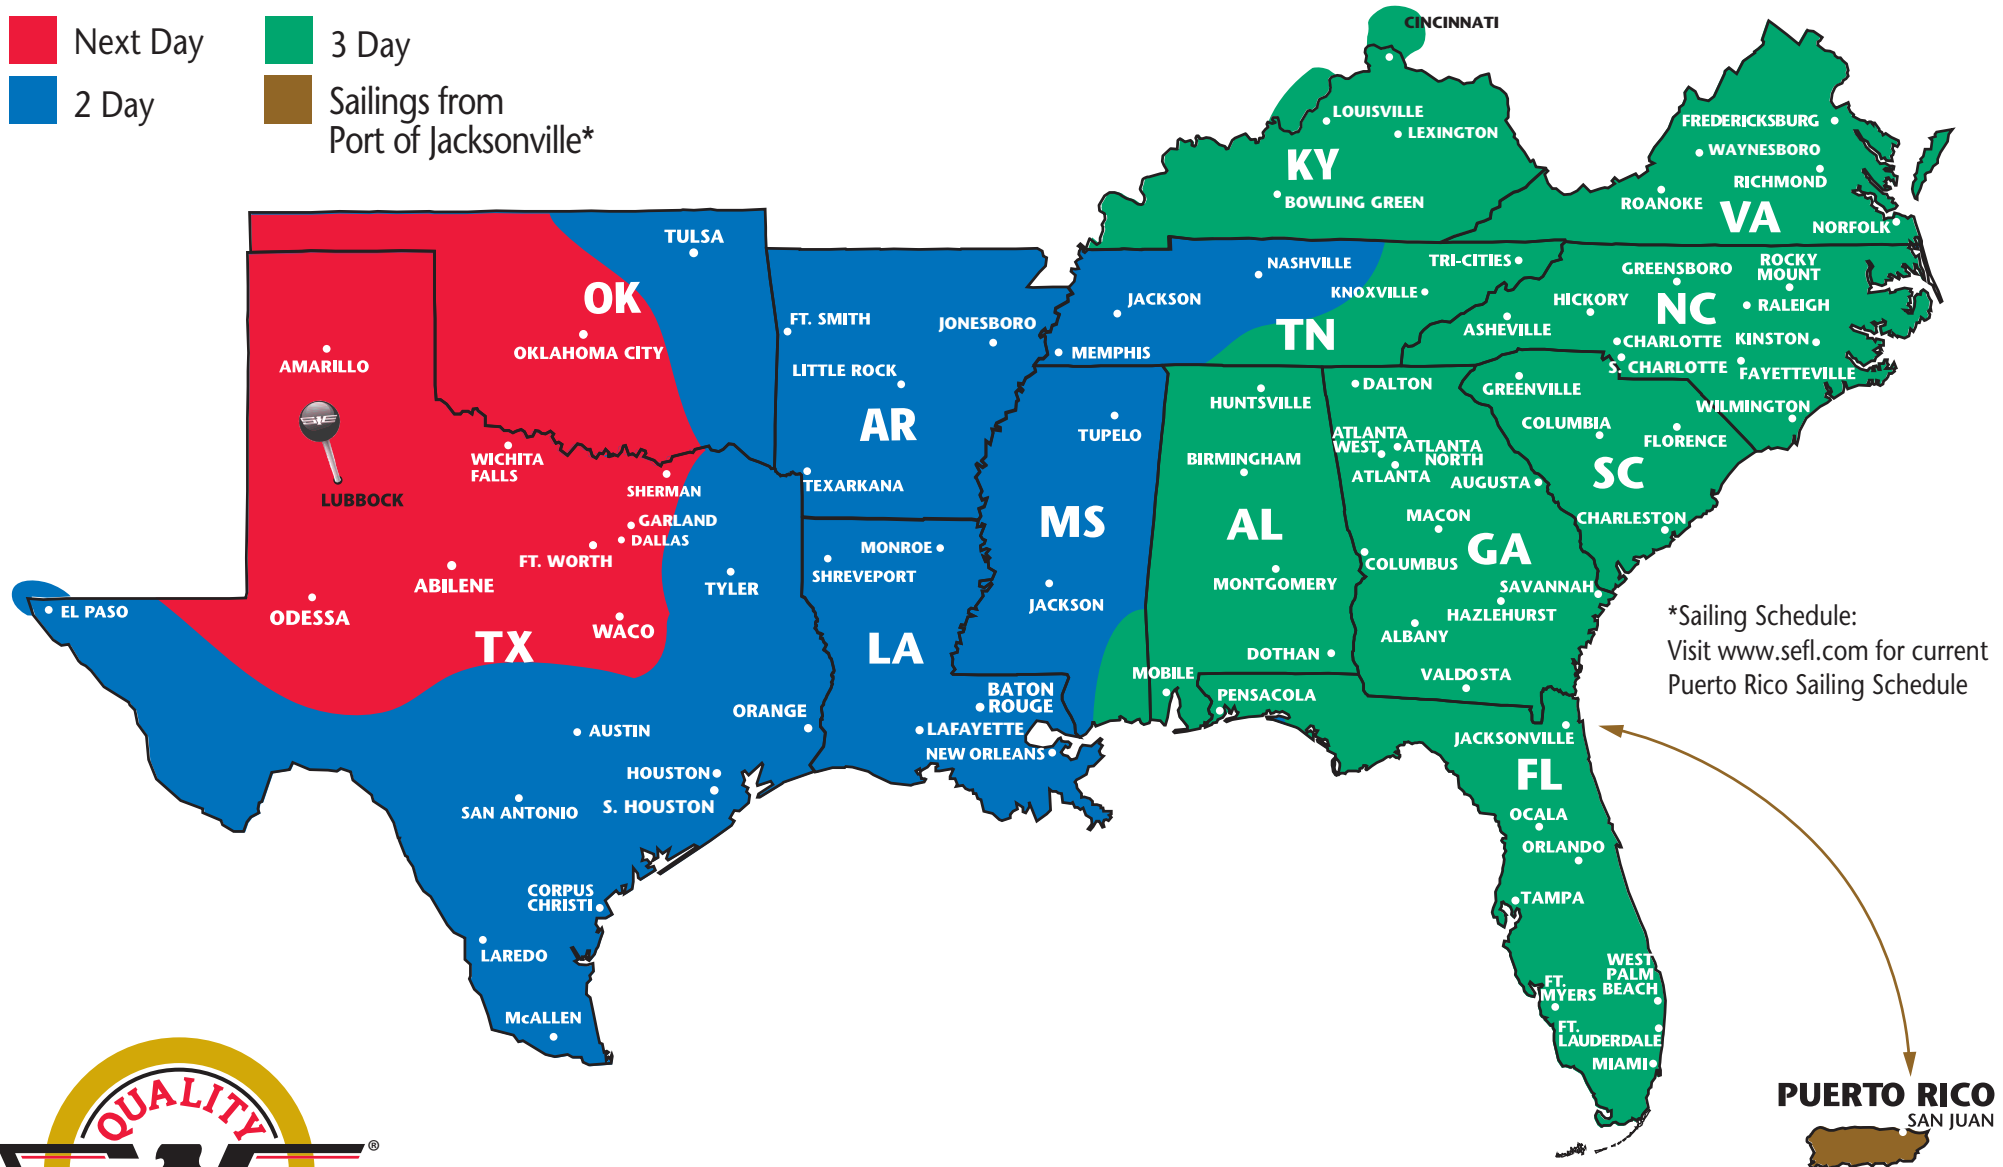 Next Day
2 Day
3 Day
Sailings from
Port of Jacksonville*
CINCINNATI
LOUISVILLE
LEXINGTON
KY
BOWLING GREEN
FREDERICKSBURG
WAYNESBORO
RICHMOND
ROANOKE
VA
NORFOLK
TULSA
OK
OKLAHOMA CITY
AMARILLO
LUBBOCK
WICHITA
FALLS
SHERMAN
GARLAND
DALLAS
FT. WORTH
ABILENE
ODESSA
WACO
TX
EL PASO
TYLER
AUSTIN
ORANGE
HOUSTON
S. HOUSTON
SAN ANTONIO
CORPUS
CHRISTI
LAREDO
McALLEN
FT. SMITH
JONESBORO
LITTLE ROCK
AR
TEXARKANA
MONROE
SHREVEPORT
LA
BATON
ROUGE
LAFAYETTE
NEW ORLEANS
NASHVILLE
JACKSON
MEMPHIS
TRI-CITIES
KNOXVILLE
TN
TUPELO
MS
JACKSON
HUNTSVILLE
BIRMINGHAM
AL
MONTGOMERY
DOTHAN
MOBILE
GREENSBORO
ROCKY
MOUNT
HICKORY
NC
RALEIGH
ASHEVILLE
CHARLOTTE
KINSTON
S. CHARLOTTE
FAYETTEVILLE
WILMINGTON
GREENVILLE
COLUMBIA
FLORENCE
SC
CHARLESTON
DALTON
ATLANTA
WEST
ATLANTA
NORTH
ATLANTA
AUGUSTA
MACON
GA
COLUMBUS
SAVANNAH
HAZLEHURST
ALBANY
VALDOSTA
PENSACOLA
JACKSONVILLE
FL
OCALA
ORLANDO
TAMPA
WEST
PALM
BEACH
FT.
MYERS
FT.
LAUDERDALE
MIAMI
*Sailing Schedule:
Visit www.sefl.com for current
Puerto Rico Sailing Schedule
PUERTO RICO
SAN JUAN
QUALITY
®